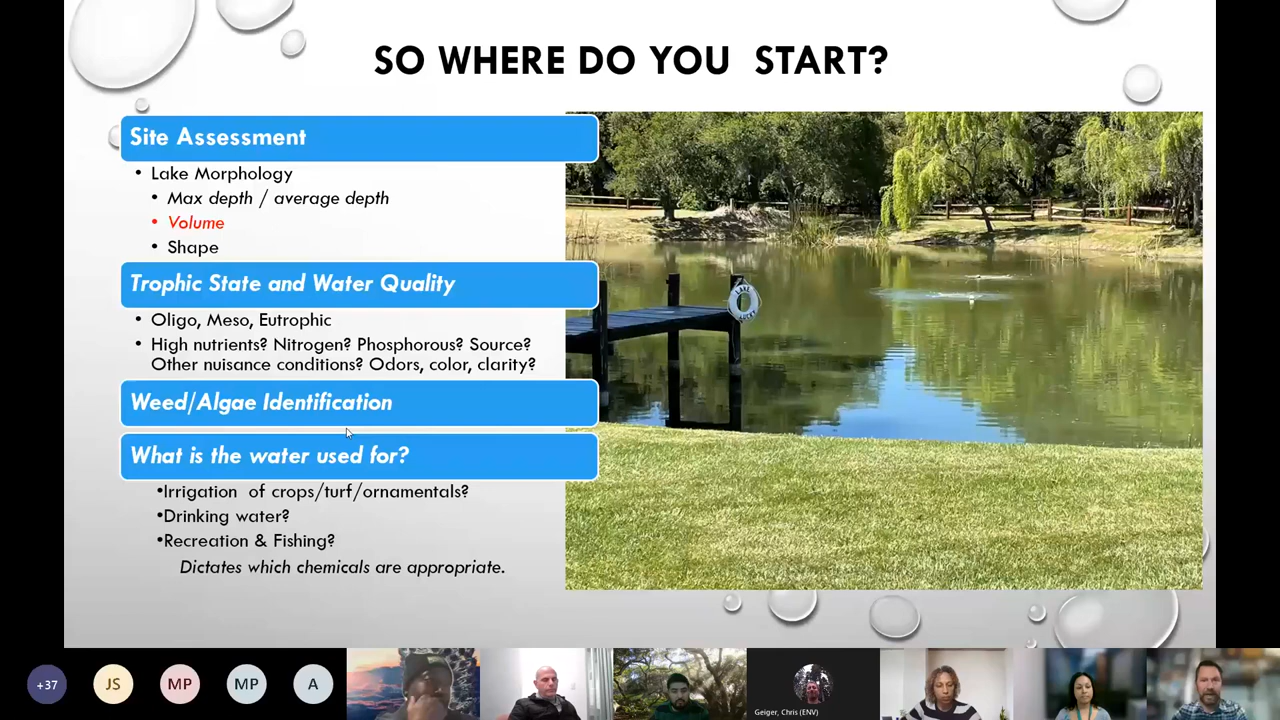 SO WHERE DO YOU START?
Site Assessment
• Lake Morphology
• Max depth / average depth
• Volume
• Shape
Trophic State and Water Quality
• Oligo, Meso, Eutrophic
• High nutrients? Nitrogen? Phosphorous? Source?
Other nuisance conditions? Odors, color, clarity?
Weed/Algae Identification
What is the water used for?
•Irrigation of crops/turf/ornamentals?
•Drinking water?
•Recreation & Fishing?
Dictates which chemicals are appropriate.
LAKE
+37
JS
MP
MP
A
Geiger, Chris (ENV)